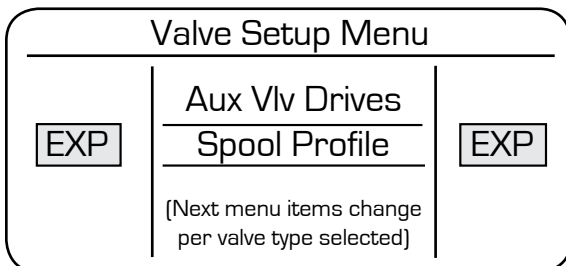 Valve Setup Menu
Aux Vlv Drives
EXP Spool Profile EXP
(Next menu items change
per valve type selected)